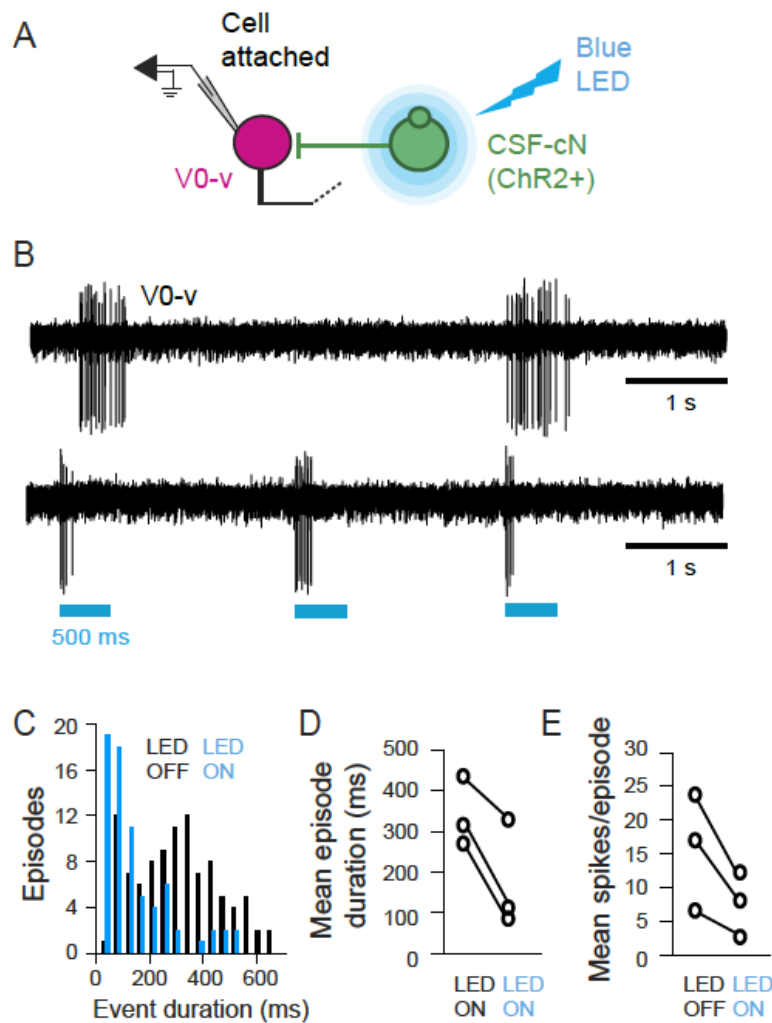 A
Cell
attached
Blue
LED
V0-v
CSF-cN
(ChR2+)
B
V0-v
1 s
1 s
500 ms
C
20
16
12
8
4
0
Episodes
LED LED
OFF ON
0 200 400 600
Event duration (ms)
D
Mean episode
duration (ms)
500
400
300
200
100
0
LED LED
ON ON
E
Mean spikes/episode
30
25
20
15
10
5
0
LED LED
OFF ON